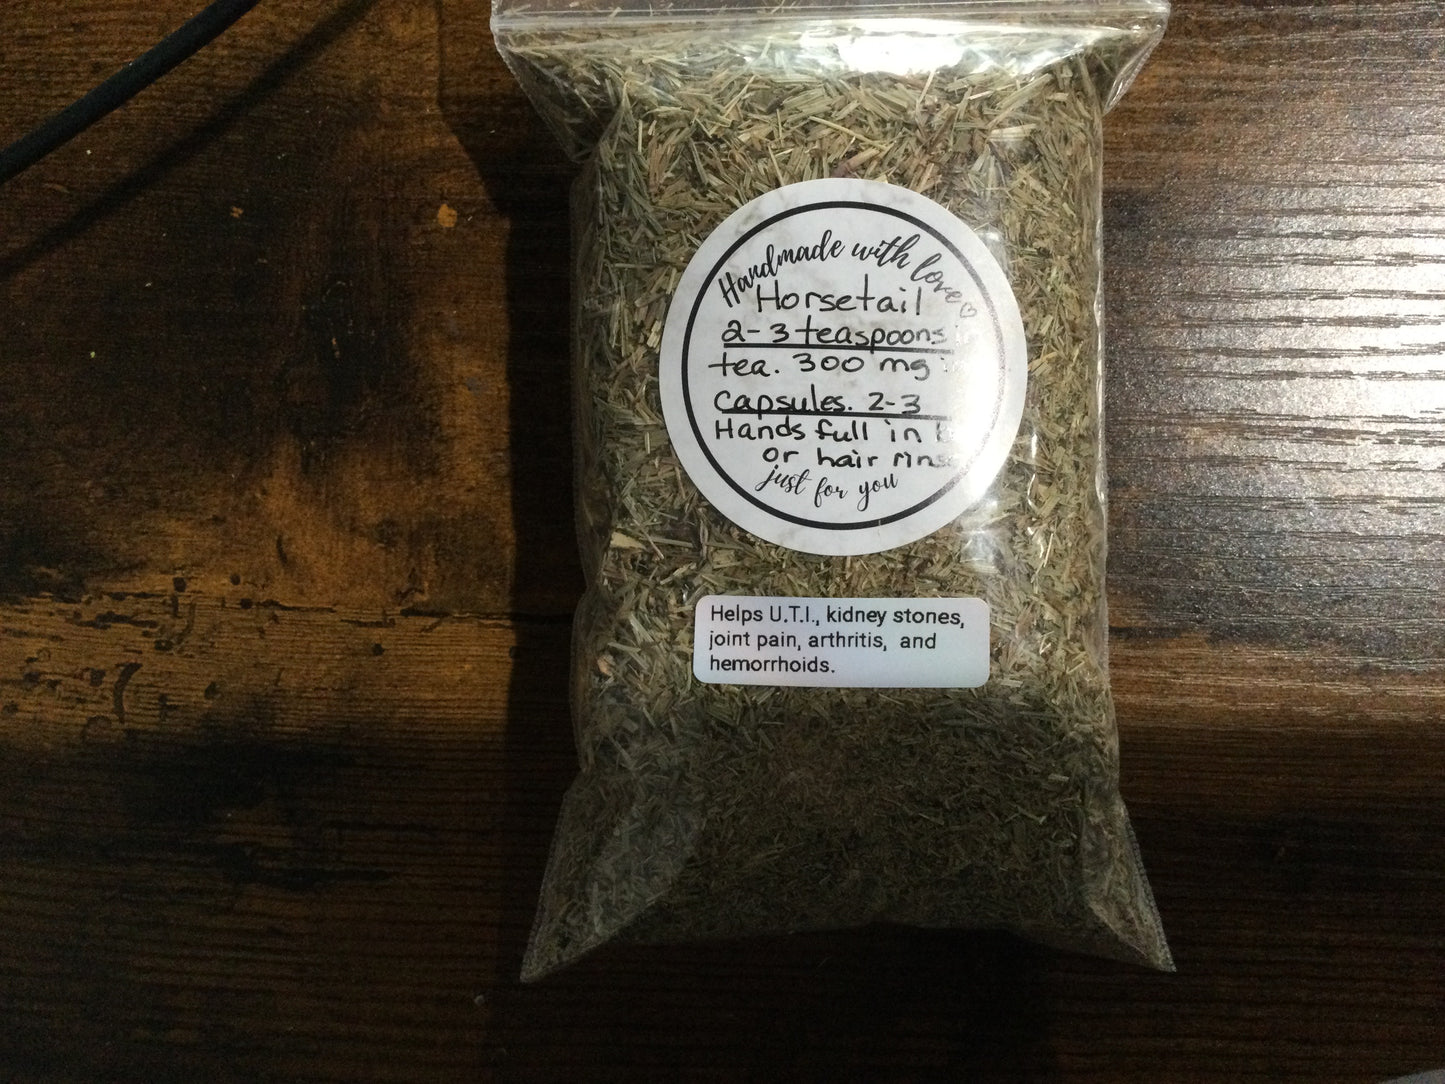 Handmade with love
Horsetail
2-3 teaspoons in
tea. 300 mg
Capsules. 2-3
Hands full in
or hair rinse
just for you
Helps U.T.I., kidney stones,
joint pain, arthritis, and
hemorrhoids.